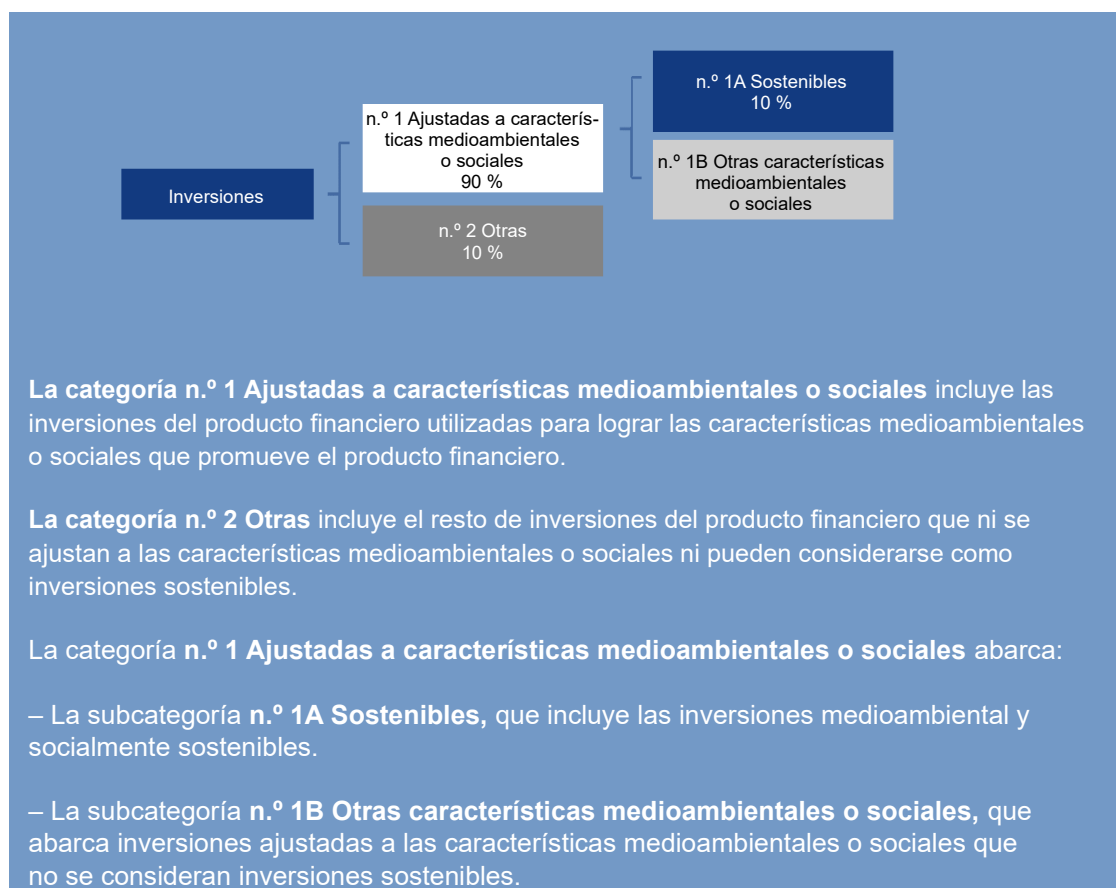 n.º 1A Sostenibles
10 %
n.º 1 Ajustadas a caracterís-
ticas medioambientales
o sociales
90 %
n.º 1B Otras características
medioambientales
o sociales
Inversiones
n.º 2 Otras
10 %
La categoría n.º 1 Ajustadas a características medioambientales o sociales incluye las
inversiones del producto financiero utilizadas para lograr las características medioambientales
o sociales que promueve el producto financiero.
La categoría n.º 2 Otras incluye el resto de inversiones del producto financiero que ni se
ajustan a las características medioambientales o sociales ni pueden considerarse como
inversiones sostenibles.
La categoría n.º 1 Ajustadas a características medioambientales o sociales abarca:
– La subcategoría n.º 1A Sostenibles, que incluye las inversiones medioambiental y
socialmente sostenibles.
– La subcategoría n.º 1B Otras características medioambientales o sociales, que
abarca inversiones ajustadas a las características medioambientales o sociales que
no se consideran inversiones sostenibles.